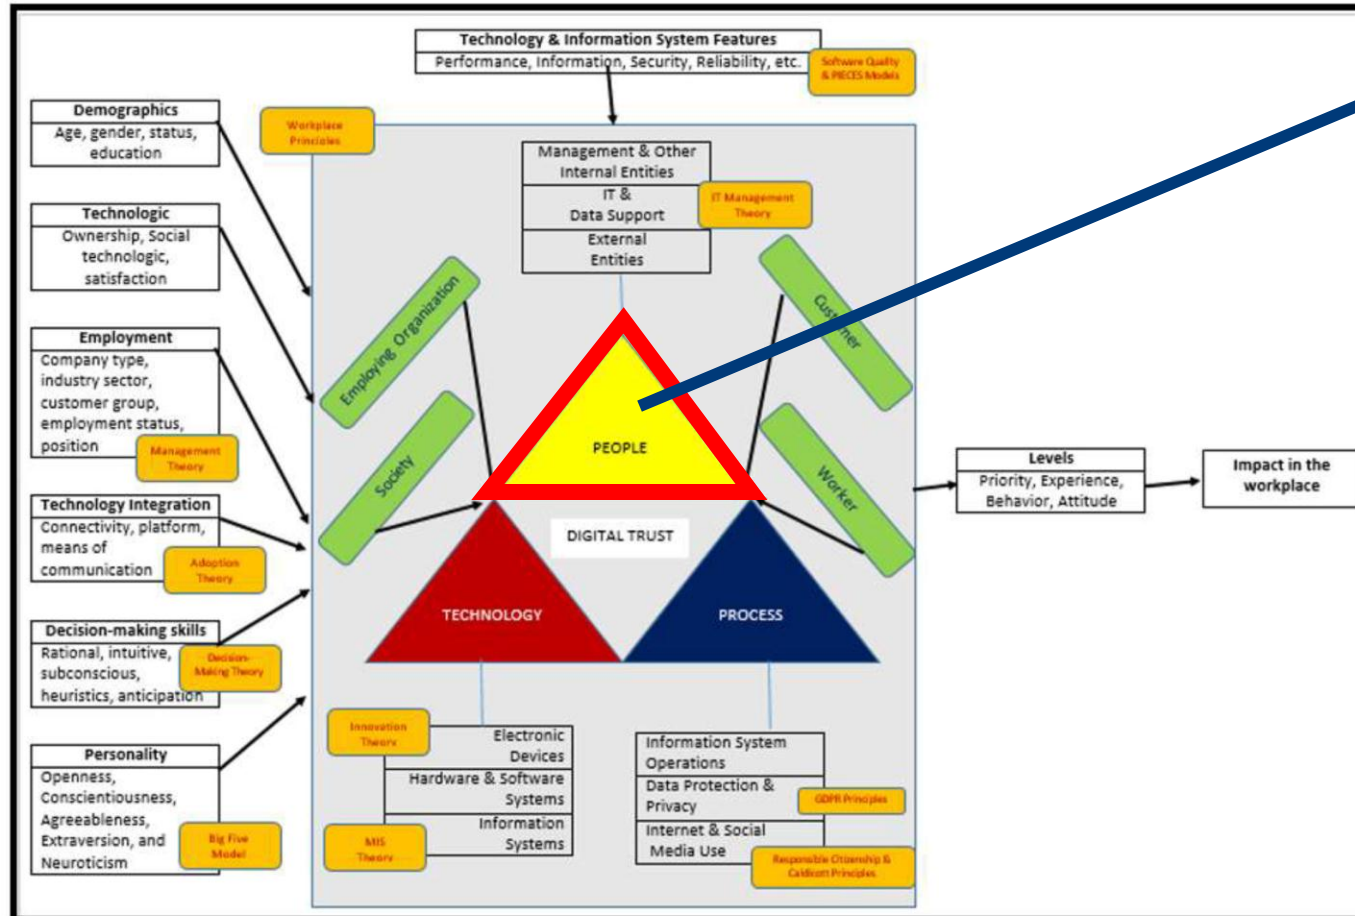 Technology & Information System Features
Performance, Information, Security, Reliability, etc.
Software Quality
& PIECES Models
Demographics
Age, gender, status,
education
Workplace
Principles
Management & Other
Internal Entities
IT &
Data Support
External
Entities
IT Management
Theory
Technologic
Ownership, Social
technologic,
satisfaction
Employing Organization
Customer
Employment
Company type,
industry sector,
customer group,
employment status,
position
Management
Theory
PEOPLE
Society
Worker
Levels
Priority, Experience,
Behavior, Attitude
Impact in the
workplace
Technology Integration
Connectivity, platform,
means of
communication
Adoption
Theory
DIGITAL TRUST
TECHNOLOGY
PROCESS
Decision-making skills
Rational, intuitive,
subconscious,
heuristics, anticipation
Decision-
Making Theory
Personality
Openness,
Conscientiousness,
Agreeableness,
Extraversion, and
Neuroticism
Big Five
Model
Innovation
Theory
Electronic
Devices
Hardware & Software
Systems
Information
Systems
MIS
Theory
Information System
Operations
Data Protection &
Privacy
Internet & Social
Media Use
GDPR Principles
Responsible Citizenship &
Caldicott Principles